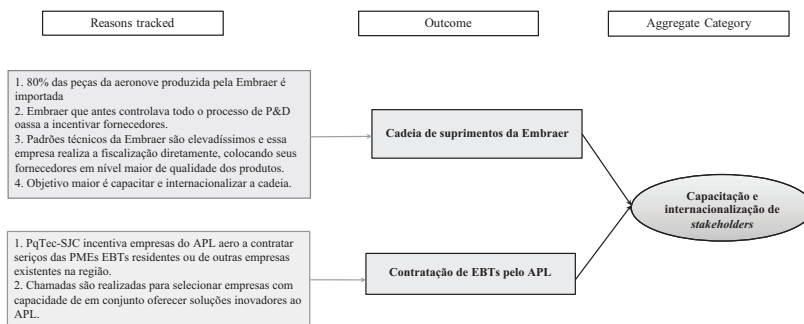 Reasons tracked
Outcome
Aggregate Category
1. 80% das peças da aeronove produzida pela Embraer é
importada
2. Embraer que antes controlava todo o processo de P&D
oassa a incentivar fornecedores.
3. Padrões técnicos da Embraer são elevadíssimos e essa
empresa realiza a fiscalização diretamente, colocando seus
fornecedores em nível maior de qualidade dos produtos.
4. Objetivo maior é capacitar e internacionalizar a cadeia.
Cadeia de suprimentos da Embraer
Capacitação e
internacionalização de
stakeholders
1. PqTec-SJC incentiva empresas do APL aero a contratar
seriços das PMEs EBTs residentes ou de outras empresas
existentes na região.
2. Chamadas são realizadas para selecionar empresas com
capacidade de em conjunto oferecer soluções inovadores ao
APL.
Contratação de EBTs pelo APL